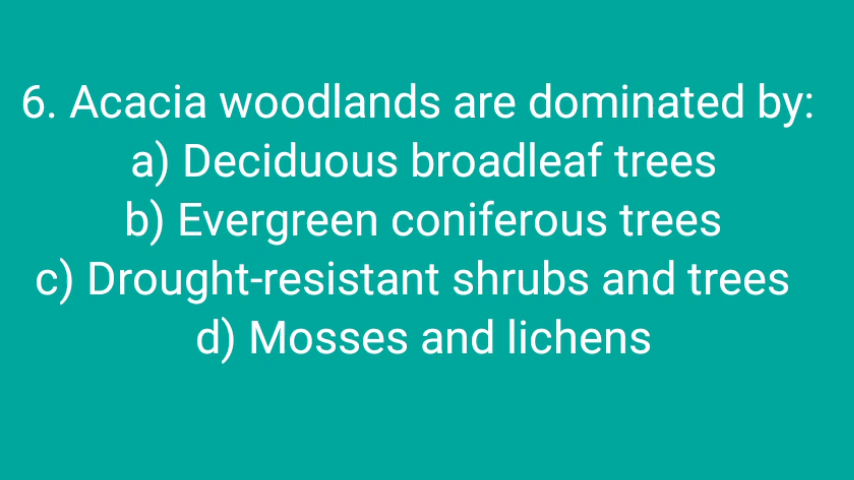 6. Acacia woodlands are dominated by:
a) Deciduous broadleaf trees
b) Evergreen coniferous trees
c) Drought-resistant shrubs and trees
d) Mosses and lichens